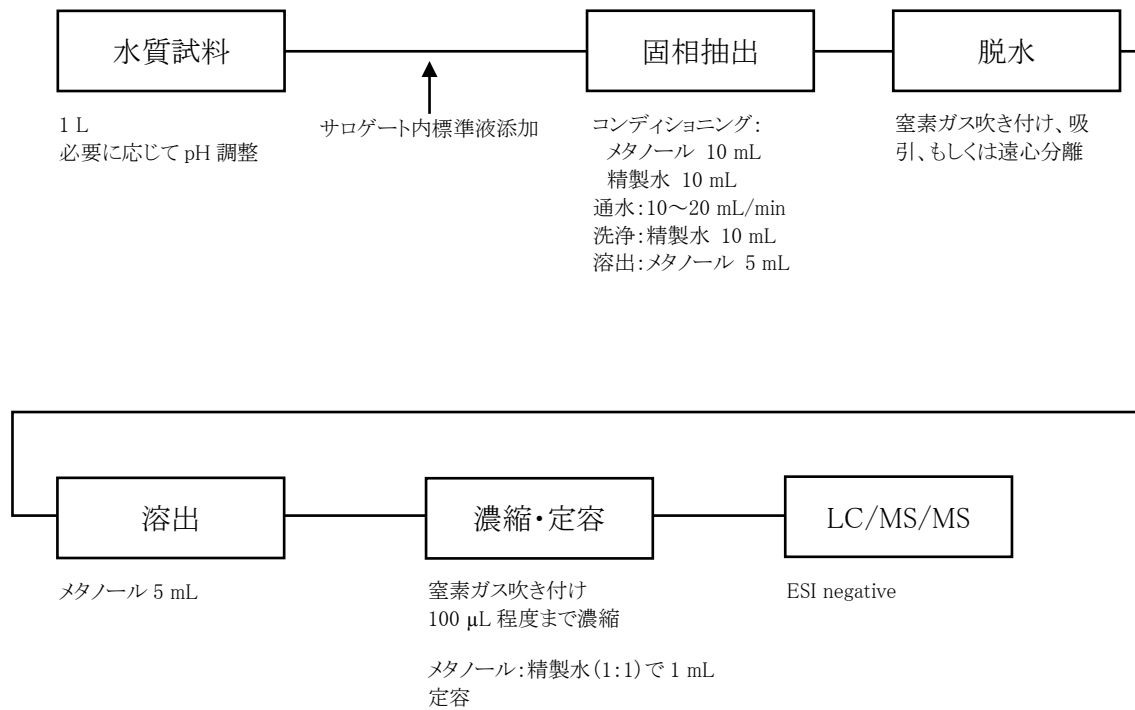 水質試料
1 L
必要に応じて pH 調整
サロゲート内標準液添加
固相抽出
コンディショニング:
メタノール 10 mL
精製水 10 mL
通水:10～20 mL/min
洗浄:精製水 10 mL
溶出:メタノール 5 mL
脱水
窒素ガス吹き付け、吸
引、もしくは遠心分離
溶出
メタノール 5 mL
濃縮・定容
窒素ガス吹き付け
100 μL 程度まで濃縮
メタノール:精製水(1:1)で 1 mL
定容
LC/MS/MS
ESI negative